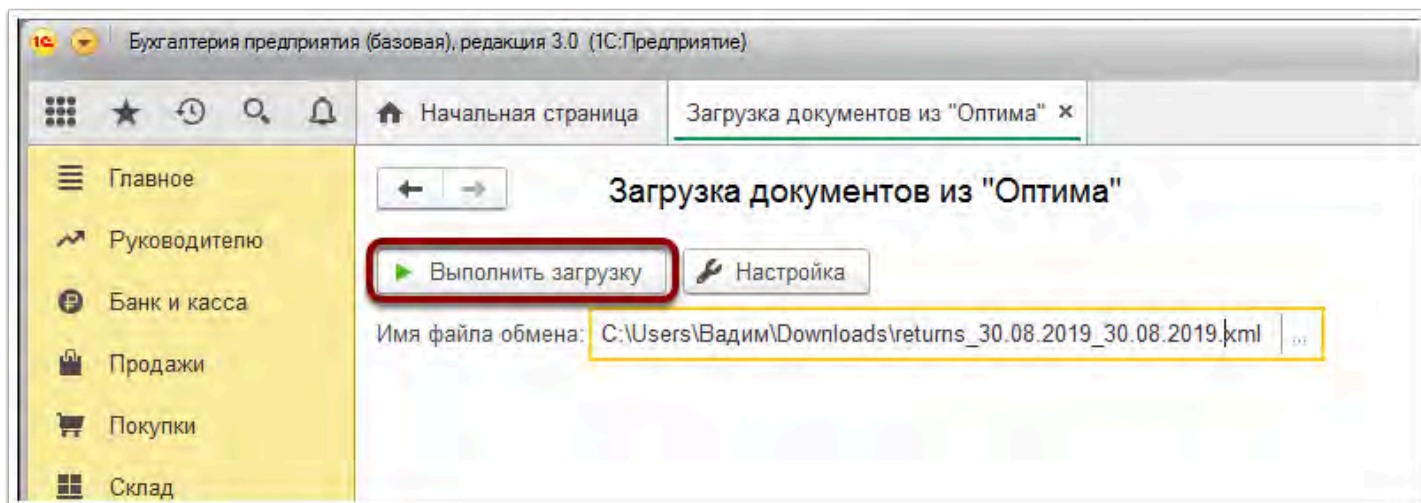 1С Бухгалтерия предприятия (базовая), редакция 3.0 (1С:Предприятие)
Начальная страница Загрузка документов из "Оптима" ×
Главное
Загрузка документов из "Оптима"
Руководителю
Выполнить загрузку Настройка
Банк и касса
Имя файла обмена: C:\Users\Вадим\Downloads\returns_30.08.2019_30.08.2019.xml ...
Продажи
Покупки
Склад